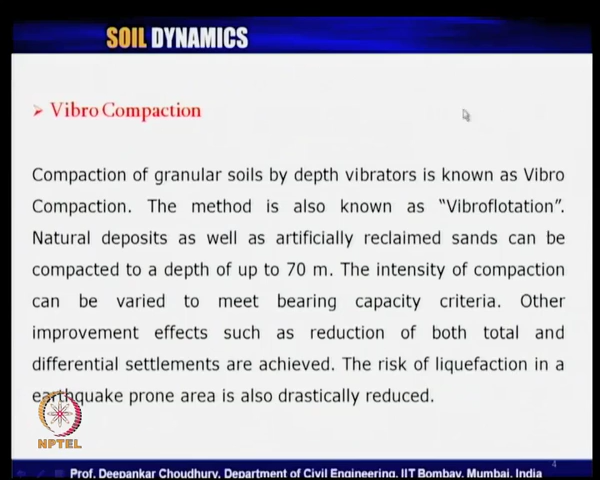 SOIL DYNAMICS
➢ Vibro Compaction
Compaction of granular soils by depth vibrators is known as Vibro
Compaction. The method is also known as “Vibroflotation”.
Natural deposits as well as artificially reclaimed sands can be
compacted to a depth of up to 70 m. The intensity of compaction
can be varied to meet bearing capacity criteria. Other
improvement effects such as reduction of both total and
differential settlements are achieved. The risk of liquefaction in a
earthquake prone area is also drastically reduced.
NPTEL
4
Prof. Deepankar Choudhury, Department of Civil Engineering, IIT Bombay, Mumbai, India